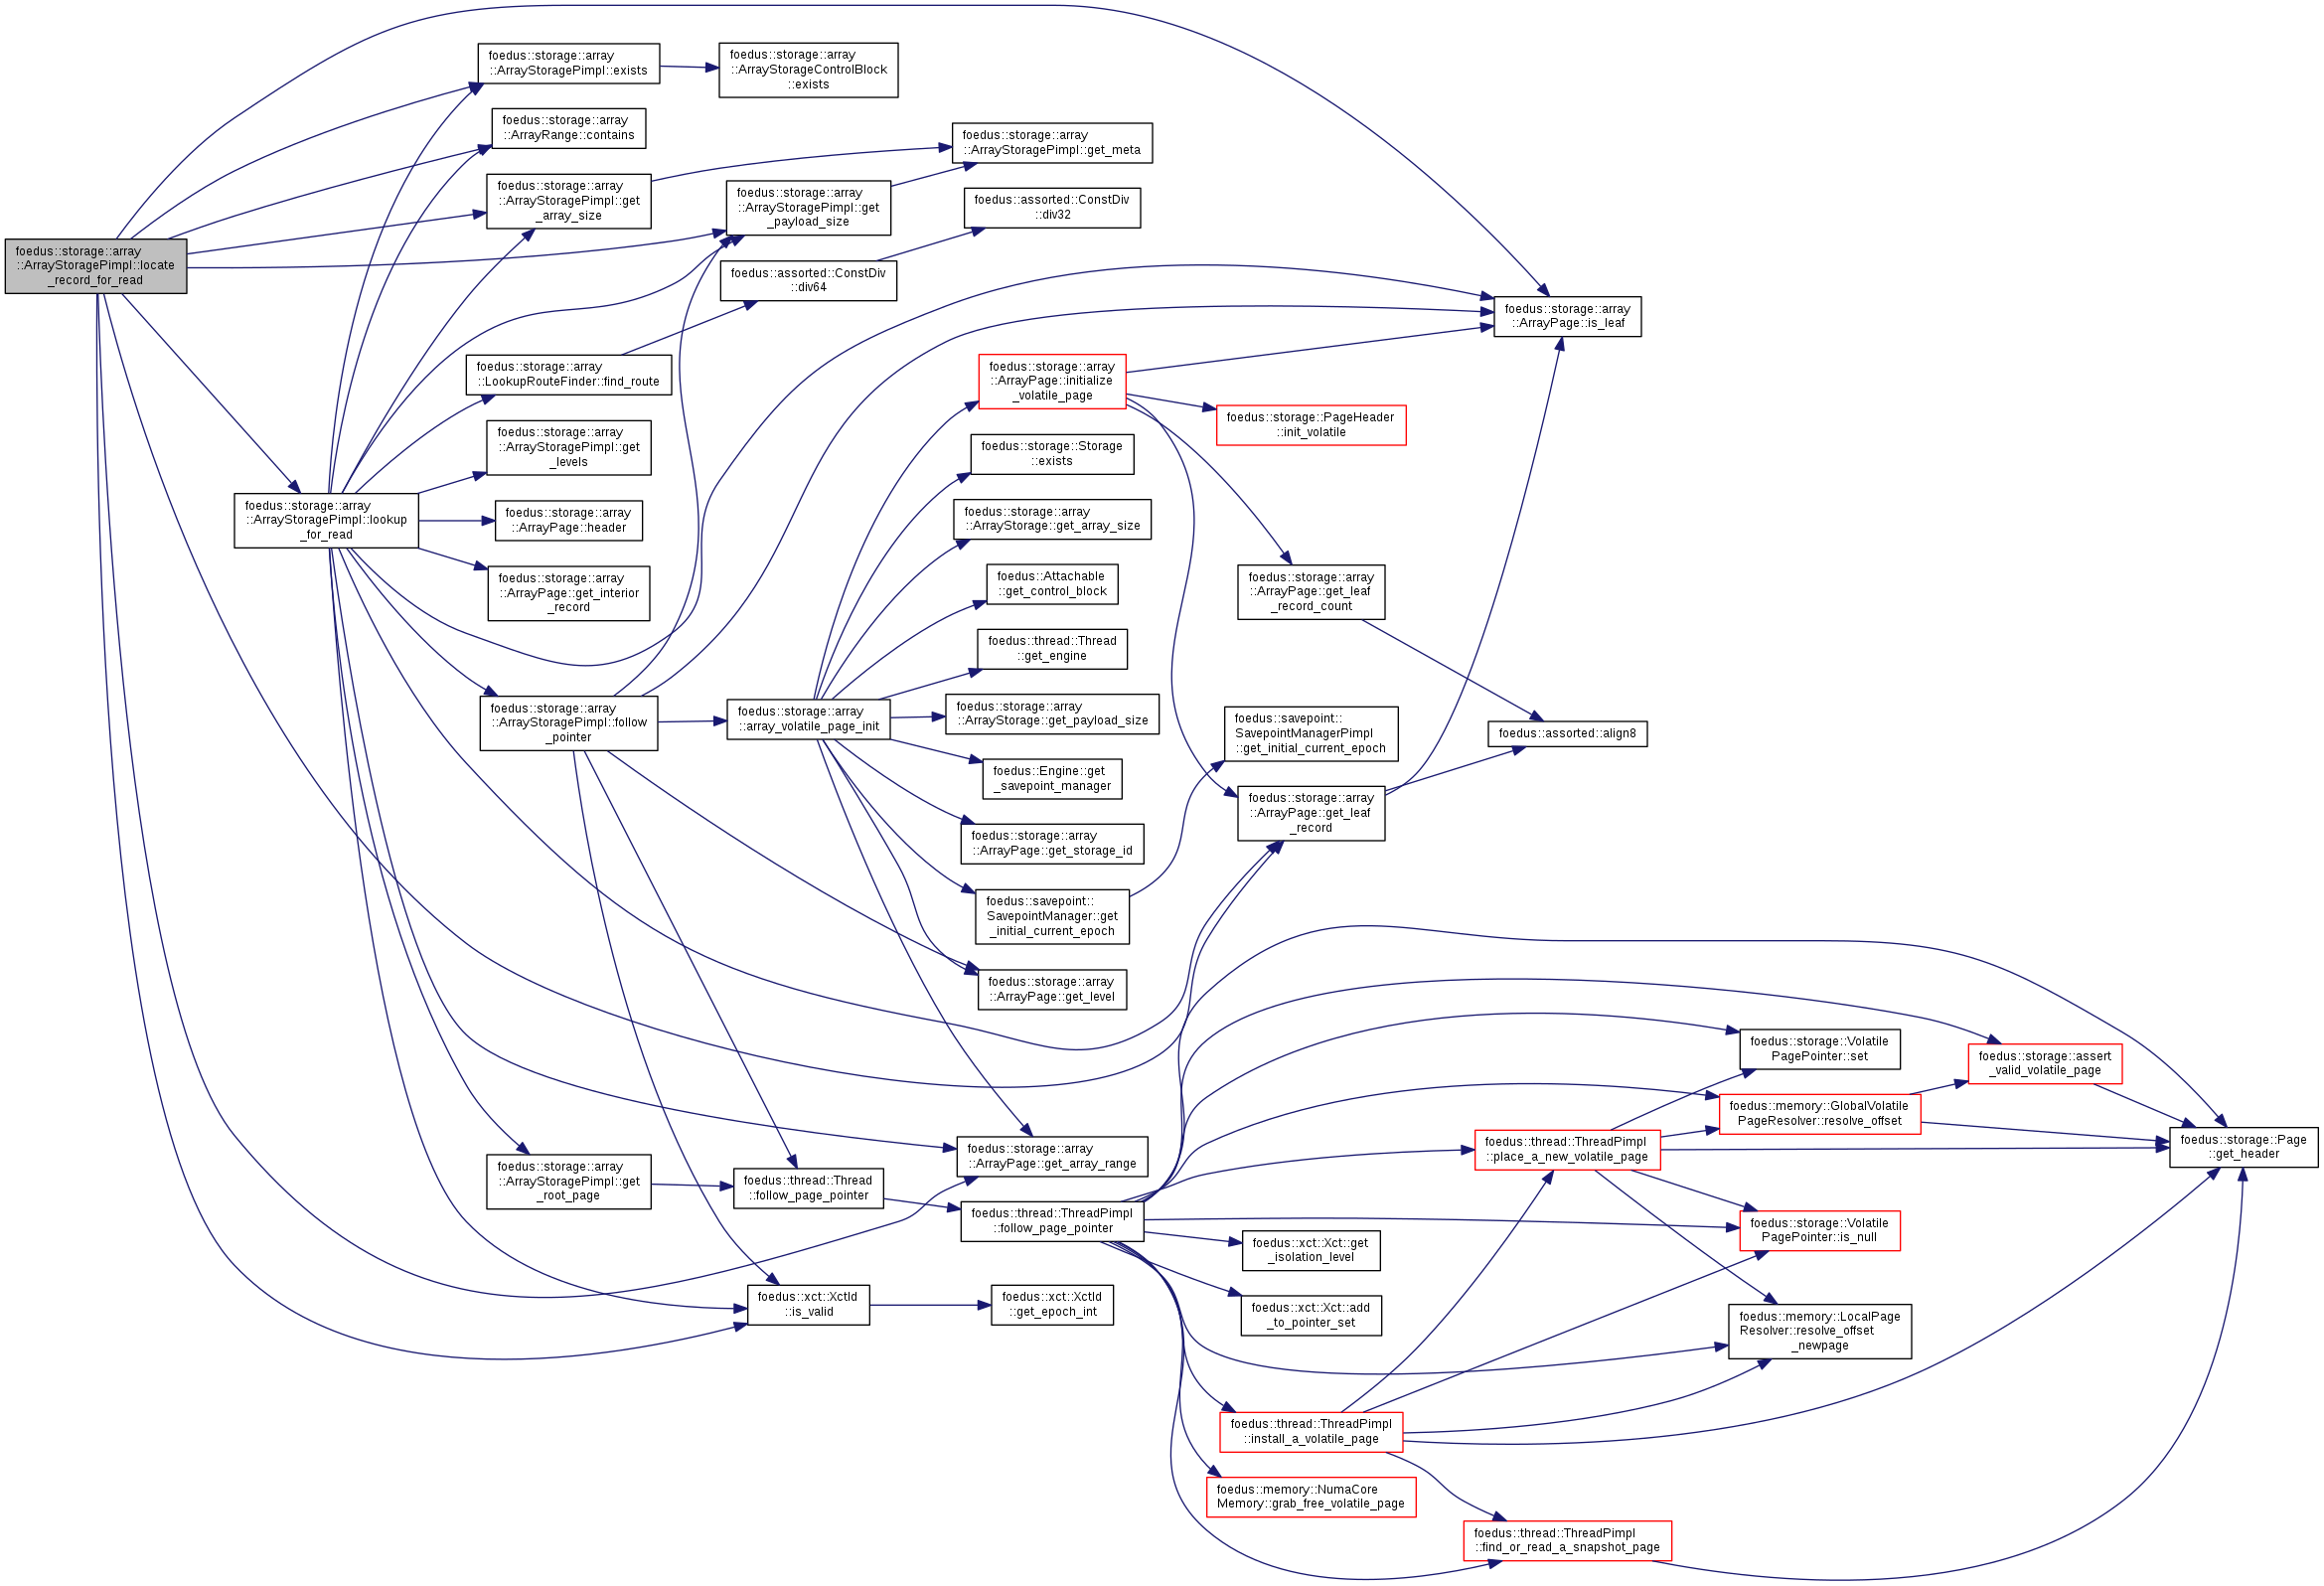 foedus::storage::array
::ArrayStoragePimpl::locate
_record_for_read
foedus::storage::array
::ArrayStoragePimpl::exists
foedus::storage::array
::ArrayStorageControlBlock
::exists
foedus::storage::array
::ArrayRange::contains
foedus::storage::array
::ArrayStoragePimpl::get
_array_size
foedus::storage::array
::ArrayStoragePimpl::get_meta
foedus::storage::array
::ArrayStoragePimpl::get
_payload_size
foedus::assorted::ConstDiv
::div32
foedus::assorted::ConstDiv
::div64
foedus::storage::array
::ArrayPage::is_leaf
foedus::storage::array
::LookupRouteFinder::find_route
foedus::storage::array
::ArrayPage::initialize
_volatile_page
foedus::storage::PageHeader
::init_volatile
foedus::storage::array
::ArrayStoragePimpl::get
_levels
foedus::storage::Storage
::exists
foedus::storage::array
::ArrayStoragePimpl::lookup
_for_read
foedus::storage::array
::ArrayPage::header
foedus::storage::array
::ArrayStorage::get_array_size
foedus::storage::array
::ArrayPage::get_interior
_record
foedus::Attachable
::get_control_block
foedus::storage::array
::ArrayPage::get_leaf
_record_count
foedus::thread::Thread
::get_engine
foedus::storage::array
::ArrayStoragePimpl::follow
_pointer
foedus::storage::array
::array_volatile_page_init
foedus::storage::array
::ArrayStorage::get_payload_size
foedus::savepoint::
SavepointManagerPimpl
::get_initial_current_epoch
foedus::assorted::align8
foedus::Engine::get
_savepoint_manager
foedus::storage::array
::ArrayPage::get_leaf
_record
foedus::storage::array
::ArrayPage::get_storage_id
foedus::savepoint::
SavepointManager::get
_initial_current_epoch
foedus::storage::array
::ArrayPage::get_level
foedus::storage::Volatile
PagePointer::set
foedus::storage::assert
_valid_volatile_page
foedus::memory::GlobalVolatile
PageResolver::resolve_offset
foedus::thread::ThreadPimpl
::place_a_new_volatile_page
foedus::storage::Page
::get_header
foedus::storage::array
::ArrayPage::get_array_range
foedus::storage::array
::ArrayStoragePimpl::get
_root_page
foedus::thread::Thread
::follow_page_pointer
foedus::thread::ThreadPimpl
::follow_page_pointer
foedus::storage::Volatile
PagePointer::is_null
foedus::xct::Xct::get
_isolation_level
foedus::xct::XctId
::is_valid
foedus::xct::XctId
::get_epoch_int
foedus::xct::Xct::add
_to_pointer_set
foedus::memory::LocalPage
Resolver::resolve_offset
_newpage
foedus::thread::ThreadPimpl
::install_a_volatile_page
foedus::memory::NumaCore
Memory::grab_free_volatile_page
foedus::thread::ThreadPimpl
::find_or_read_a_snapshot_page